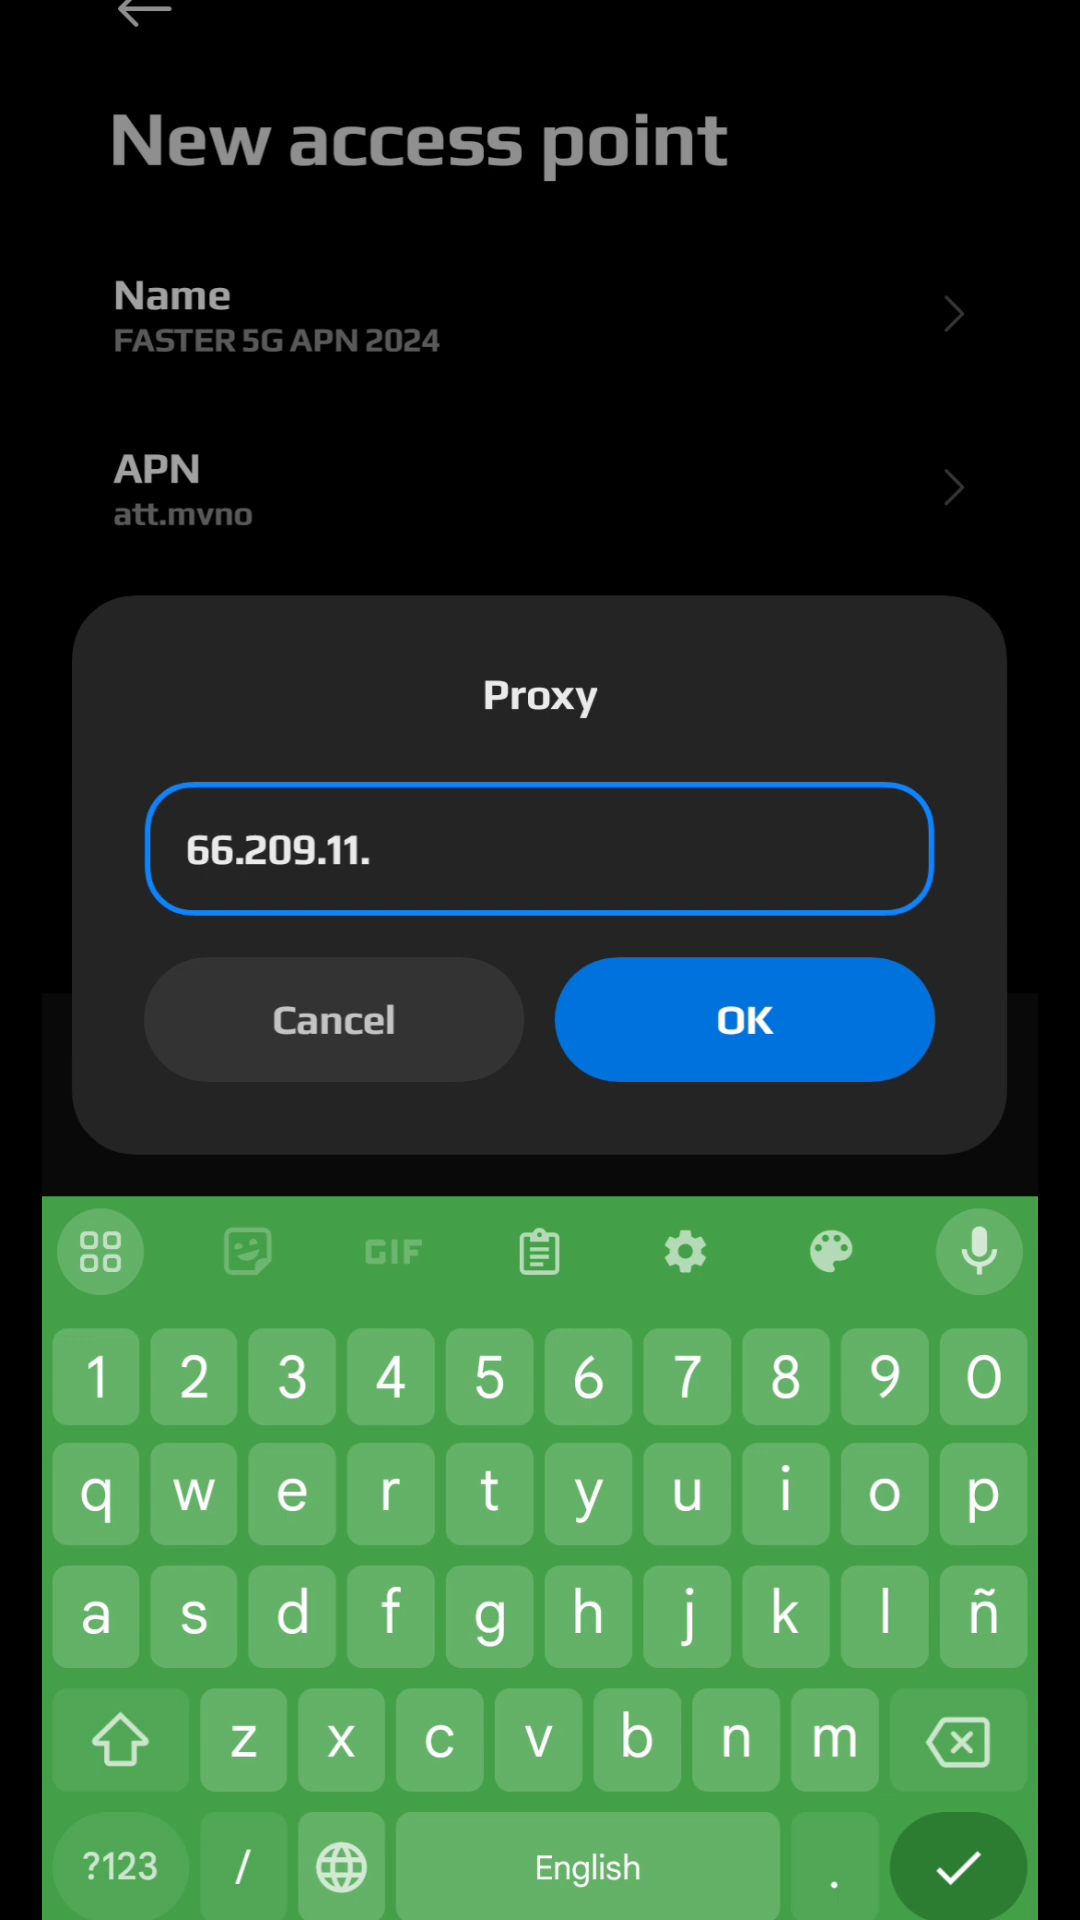 New access point
Name
FASTER 5G APN 2024
APN
att.mvno
Proxy
66.209.11.
Cancel OK
GIF
1 2 3 4 5 6 7 8 9 0
q w e r t y u i o p
a s d f g h j k l ñ
z x c v b n m
?123 / English .